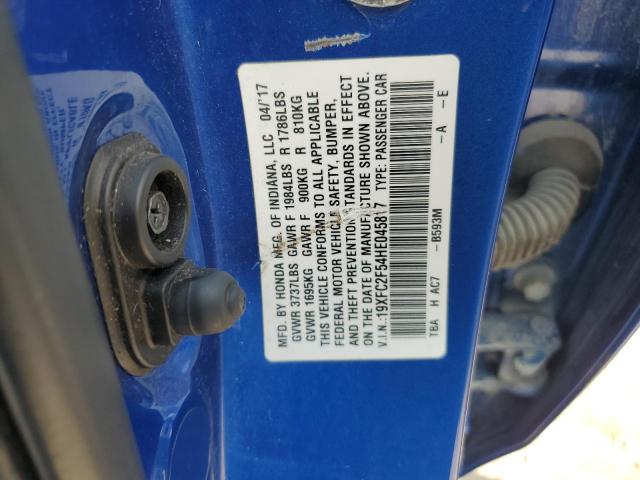 MFD. BY HONDA MFG. OF INDIANA, LLC 04/'17
GVWR 3737LBS GAWR F 1984LBS R 1786LBS
GVWR 1695KG GAWR F 900KG R 810KG
THIS VEHICLE CONFORMS TO ALL APPLICABLE
FEDERAL MOTOR VEHICLE SAFETY, BUMPER,
AND THEFT PREVENTION STANDARDS IN EFFECT
ON THE DATE OF MANUFACTURE SHOWN ABOVE.
V.I.N.: 19XFC2F54HE045817 TYPE: PASSENGER CAR
TBA H AC7 -B593M -A -E